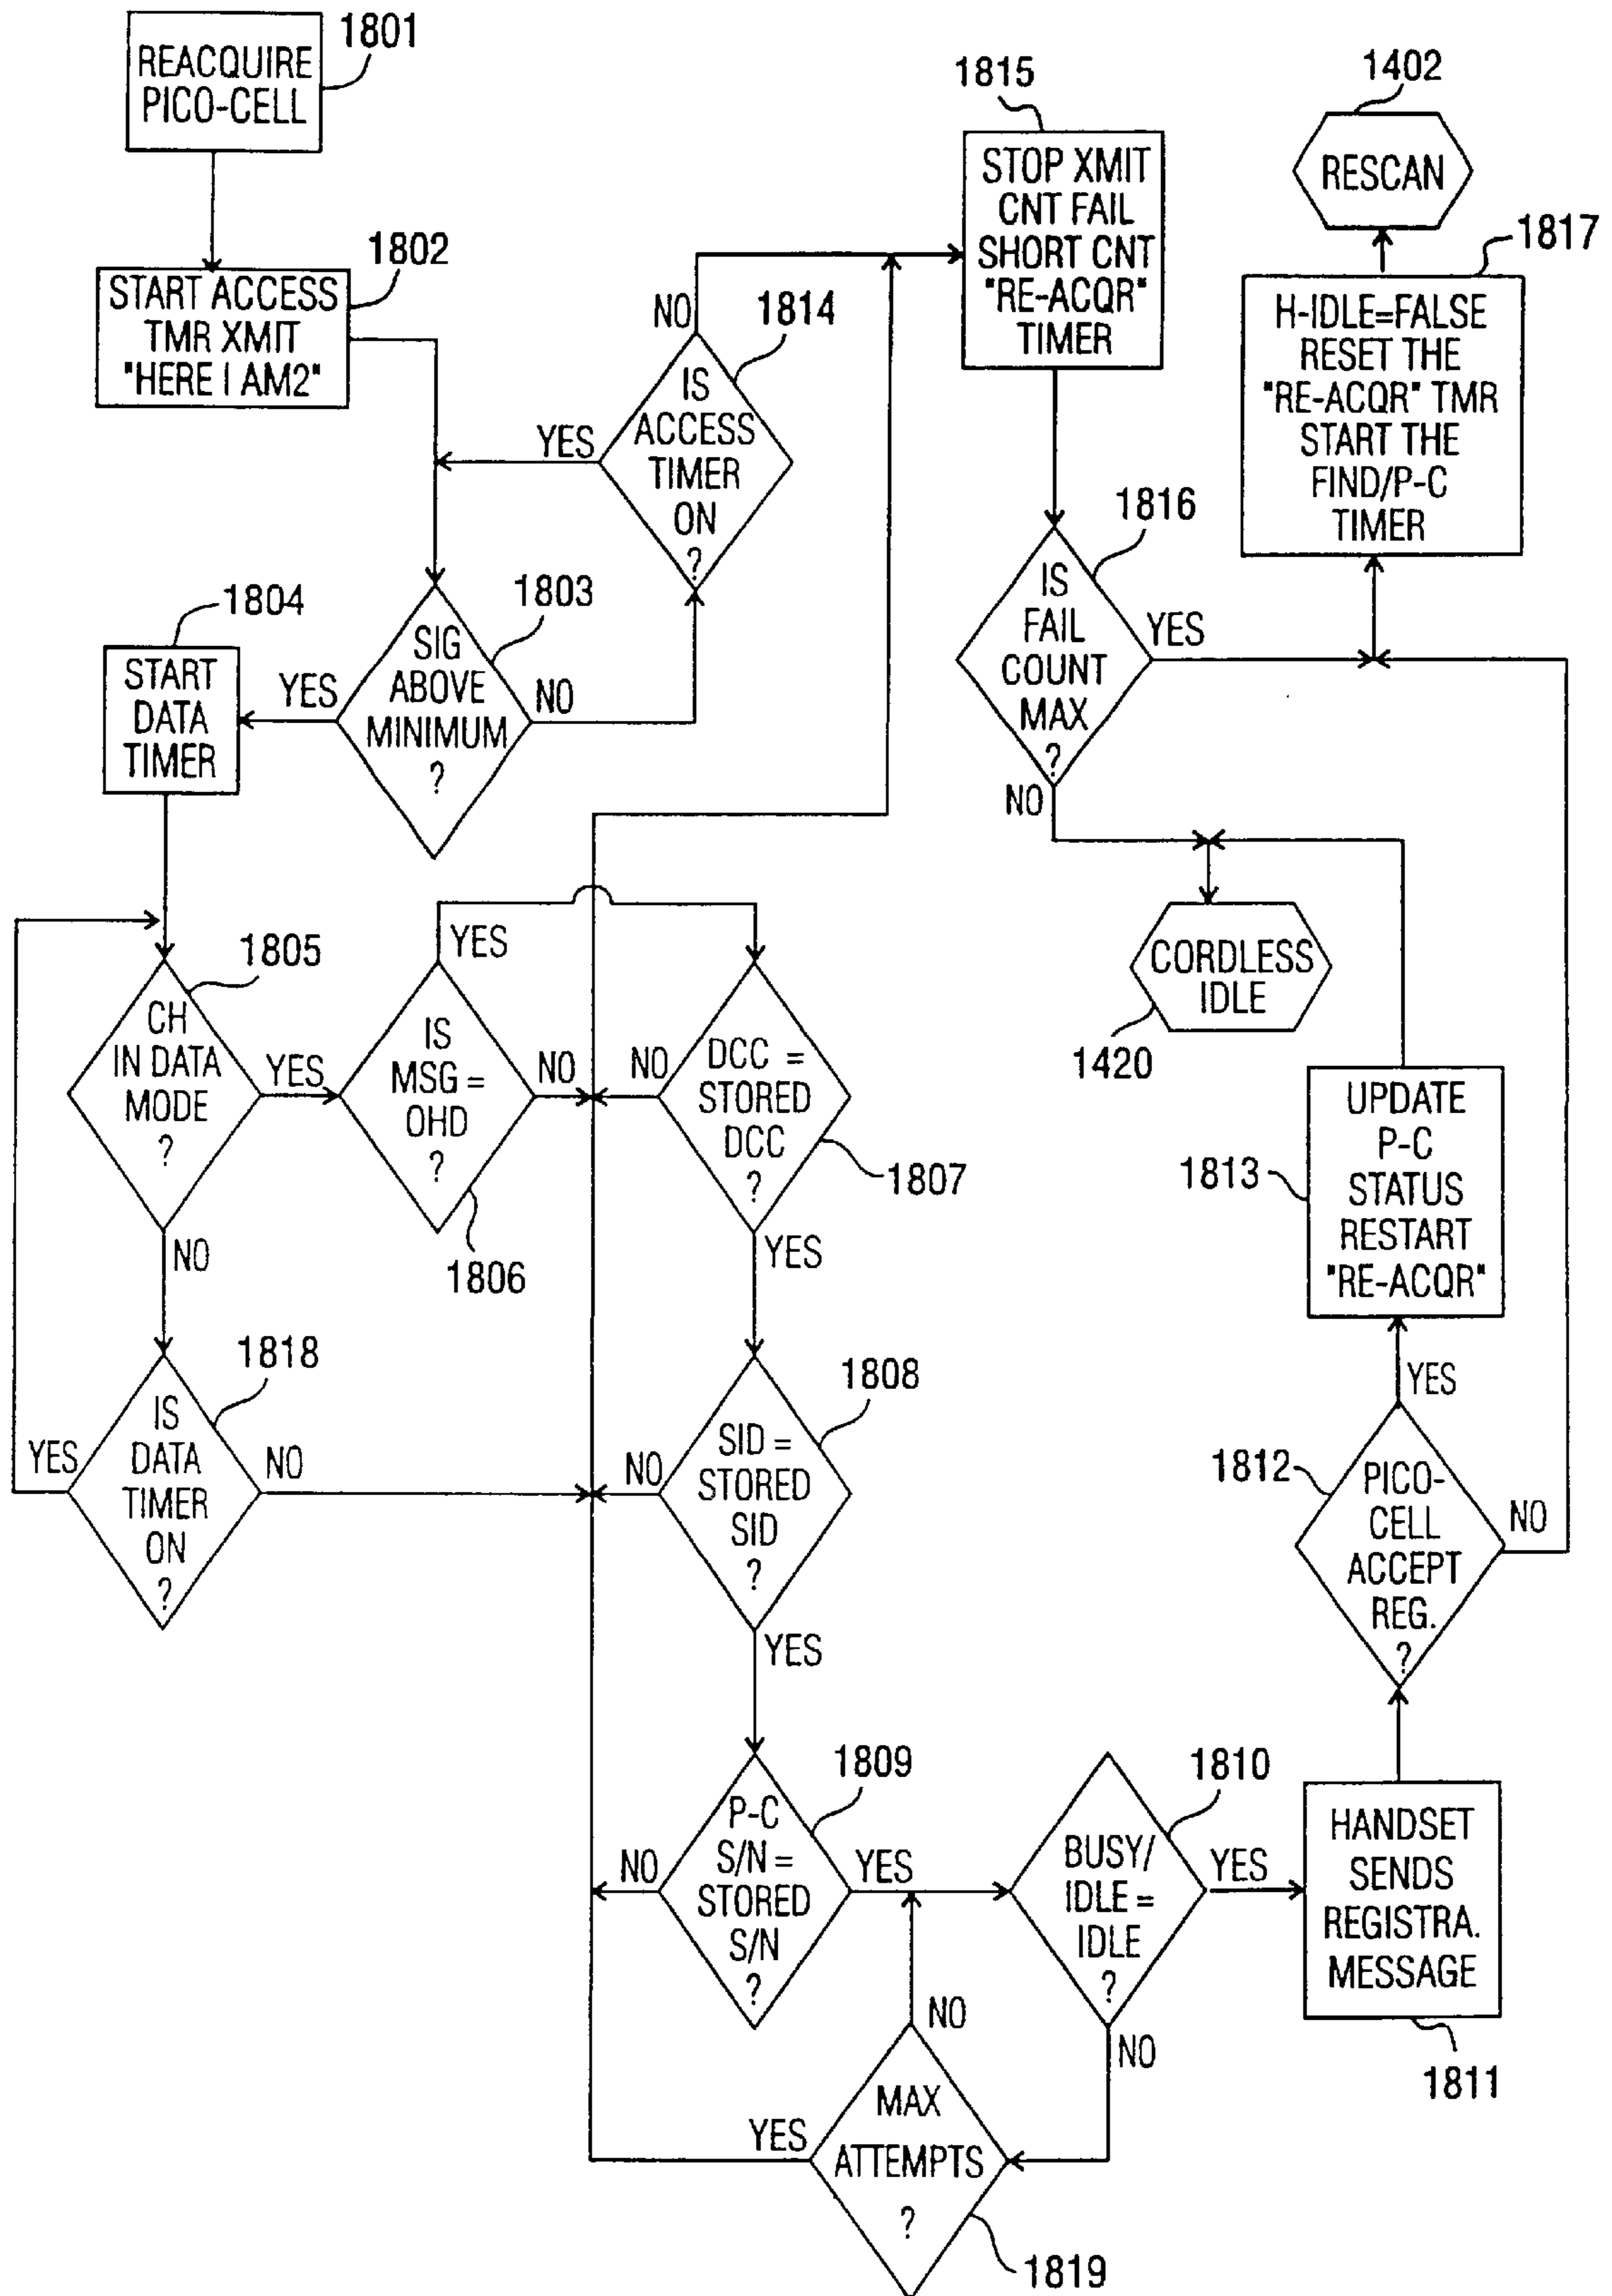 1801
REACQUIRE
PICO-CELL
1802
START ACCESS
TMR XMIT
"HERE I AM2"
1815
STOP XMIT
CNT FAIL
SHORT CNT
"RE-ACQR"
TIMER
1402
RESCAN
1817
H-IDLE=FALSE
RESET THE
"RE-ACQR" TMR
START THE
FIND/P-C
TIMER
NO
1814
IS
ACCESS
TIMER
ON
?
YES
1816
IS
FAIL
COUNT
MAX
?
YES
NO
1804
START
DATA
TIMER
YES
1803
SIG
ABOVE
MINIMUM
?
NO
1805
CH
IN DATA
MODE
?
YES
NO
YES
IS
MSG =
OHD
?
NO
1806
NO
DCC =
STORED
DCC
?
1807
YES
CORDLESS
IDLE
1420
1813
UPDATE
P-C
STATUS
RESTART
"RE-ACQR"
YES
1818
IS
DATA
TIMER
ON
?
YES
NO
1808
SID =
STORED
SID
?
NO
YES
1812
PICO-
CELL
ACCEPT
REG.
?
NO
1809
P-C
S/N =
STORED
S/N
?
NO
YES
1810
BUSY/
IDLE =
IDLE
?
YES
NO
HANDSET
SENDS
REGISTRA.
MESSAGE
1811
NO
MAX
ATTEMPTS
?
YES
1819